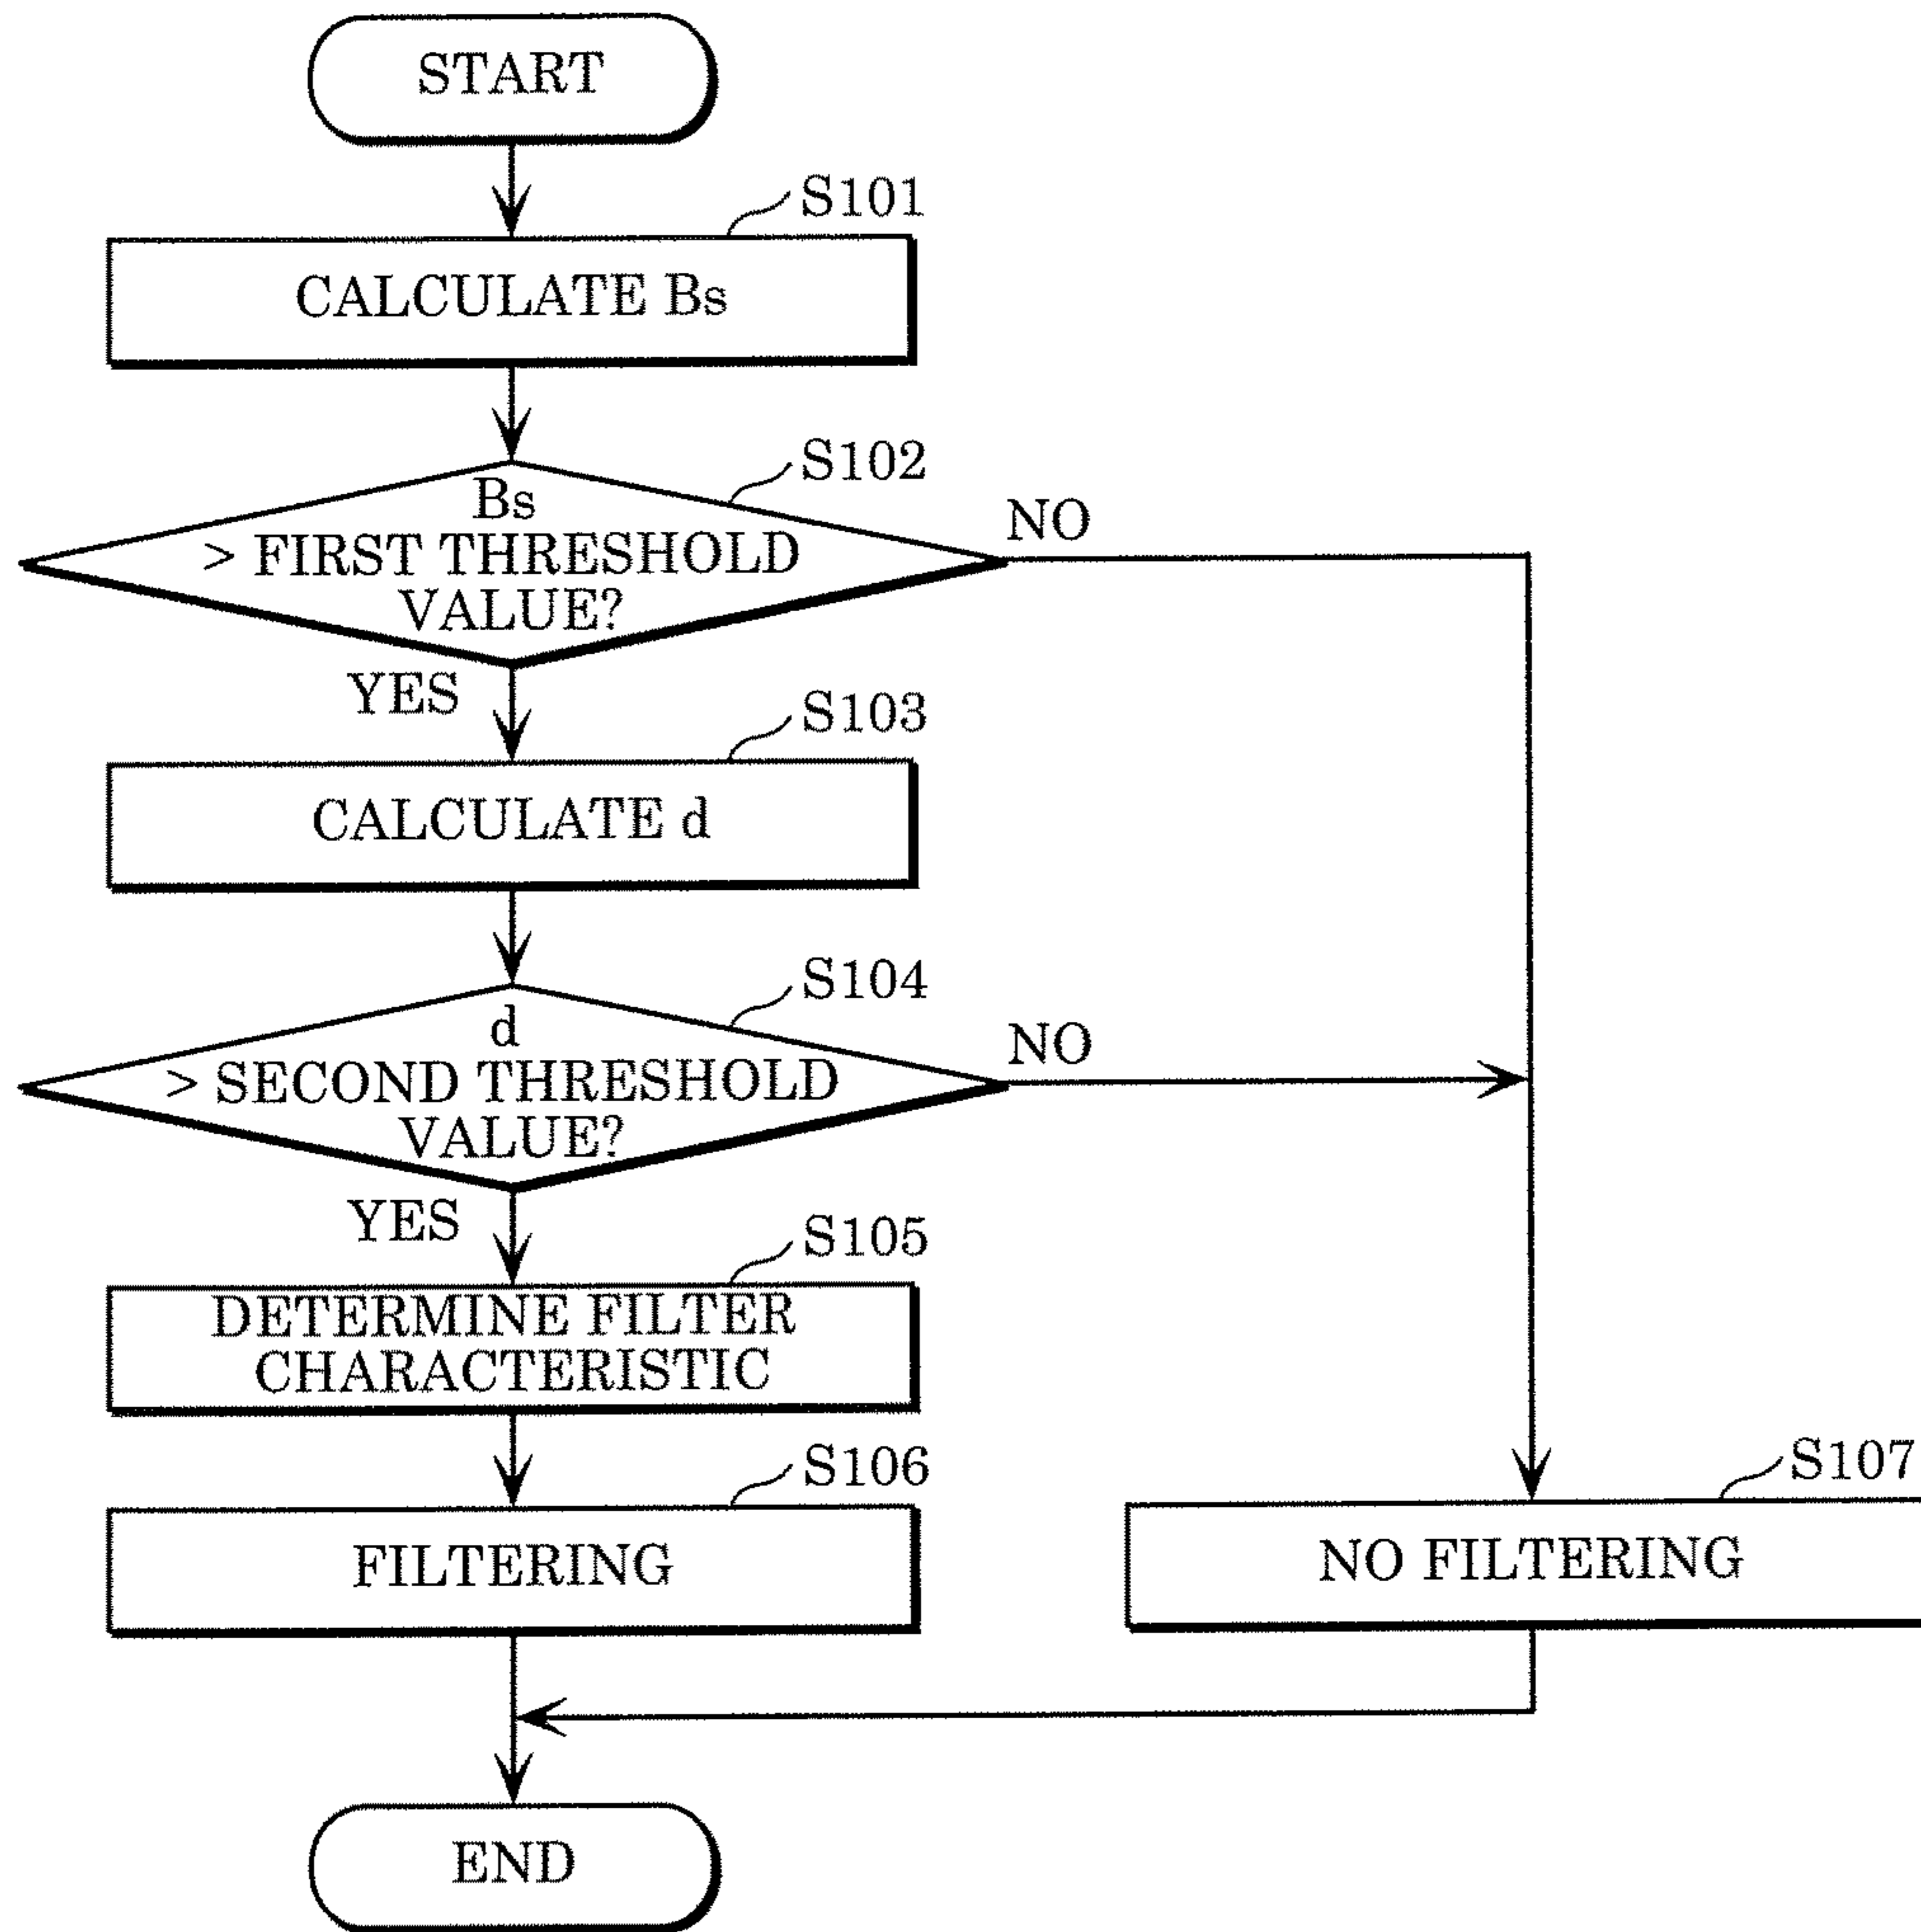 START
S101
CALCULATE Bs
S102
Bs
> FIRST THRESHOLD
VALUE?
NO
YES
S103
CALCULATE d
S104
d
> SECOND THRESHOLD
VALUE?
NO
YES
S105
DETERMINE FILTER
CHARACTERISTIC
S106
FILTERING
S107
NO FILTERING
END